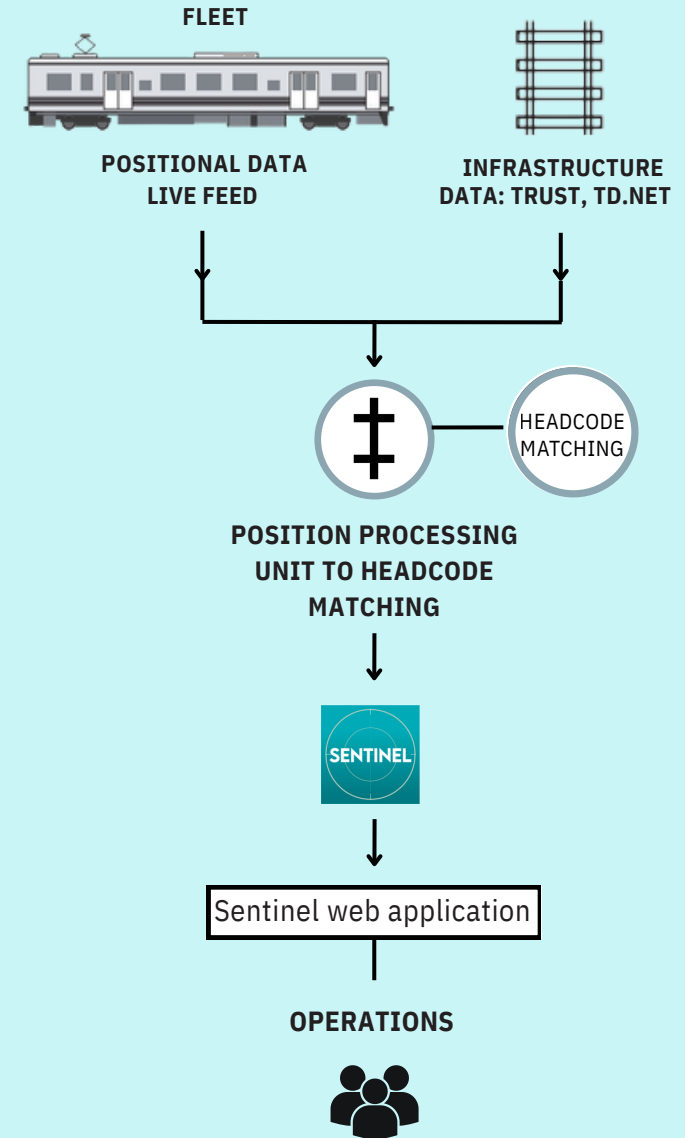 FLEET
POSITIONAL DATA
LIVE FEED
INFRASTRUCTURE
DATA: TRUST, TD.NET
HEADCODE
MATCHING
POSITION PROCESSING
UNIT TO HEADCODE
MATCHING
SENTINEL
Sentinel web application
OPERATIONS